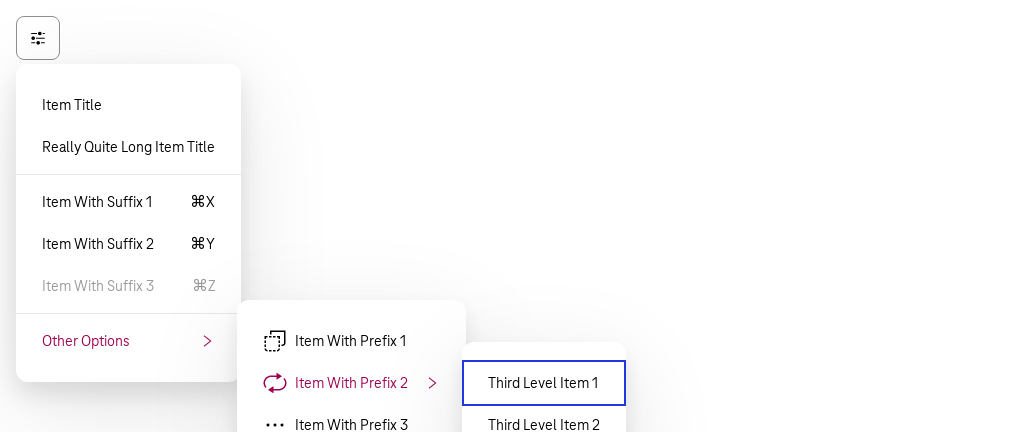 Item Title
Really Quite Long Item Title
Item With Suffix 1 ⌘X
Item With Suffix 2 ⌘Y
Item With Suffix 3 ⌘Z
Other Options
Item With Prefix 1
Item With Prefix 2
Item With Prefix 3
Third Level Item 1
Third Level Item 2